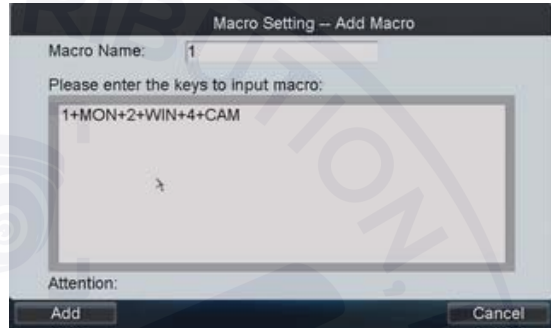 Macro Setting -- Add Macro
Macro Name: 1
Please enter the keys to input macro:
1+MON+2+WIN+4+CAM
Attention:
Add Cancel